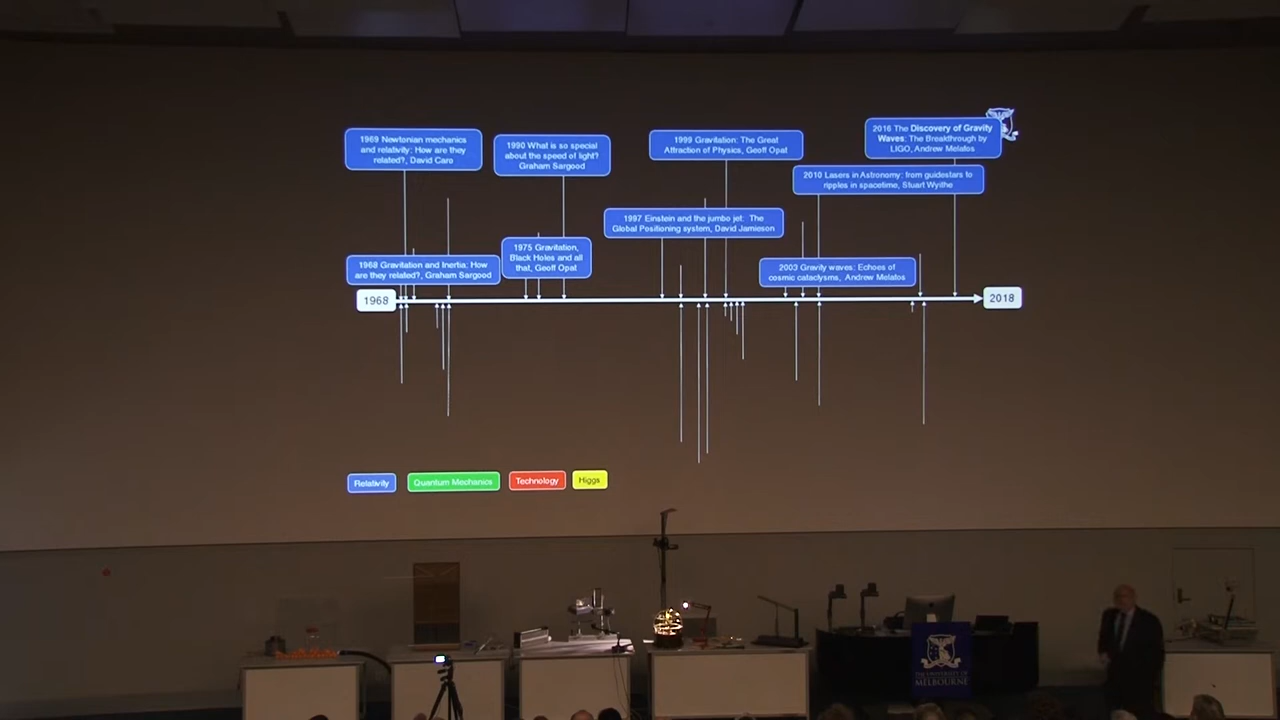 1969 Newtonian mechanics
and relativity: How are they
related?, David Caro
1990 What is so special
about the speed of light?
Graham Sargood
1999 Gravitation: The Great
Attraction of Physics, Geoff Opat
2016 The Discovery of Gravity
Waves: The Breakthrough by
LIGO, Andrew Melatos
2010 Lasers in Astronomy: from guidestars to
ripples in spacetime, Stuart Wyithe
1997 Einstein and the jumbo jet: The
Global Positioning system, David Jamieson
1975 Gravitation,
Black Holes and all
that, Geoff Opat
1968 Gravitation and Inertia: How
are they related?, Graham Sargood
2003 Gravity waves: Echoes of
cosmic cataclysms, Andrew Melatos
1968
2018
Relativity
Quantum Mechanics
Technology
Higgs
THE UNIVERSITY OF
MELBOURNE